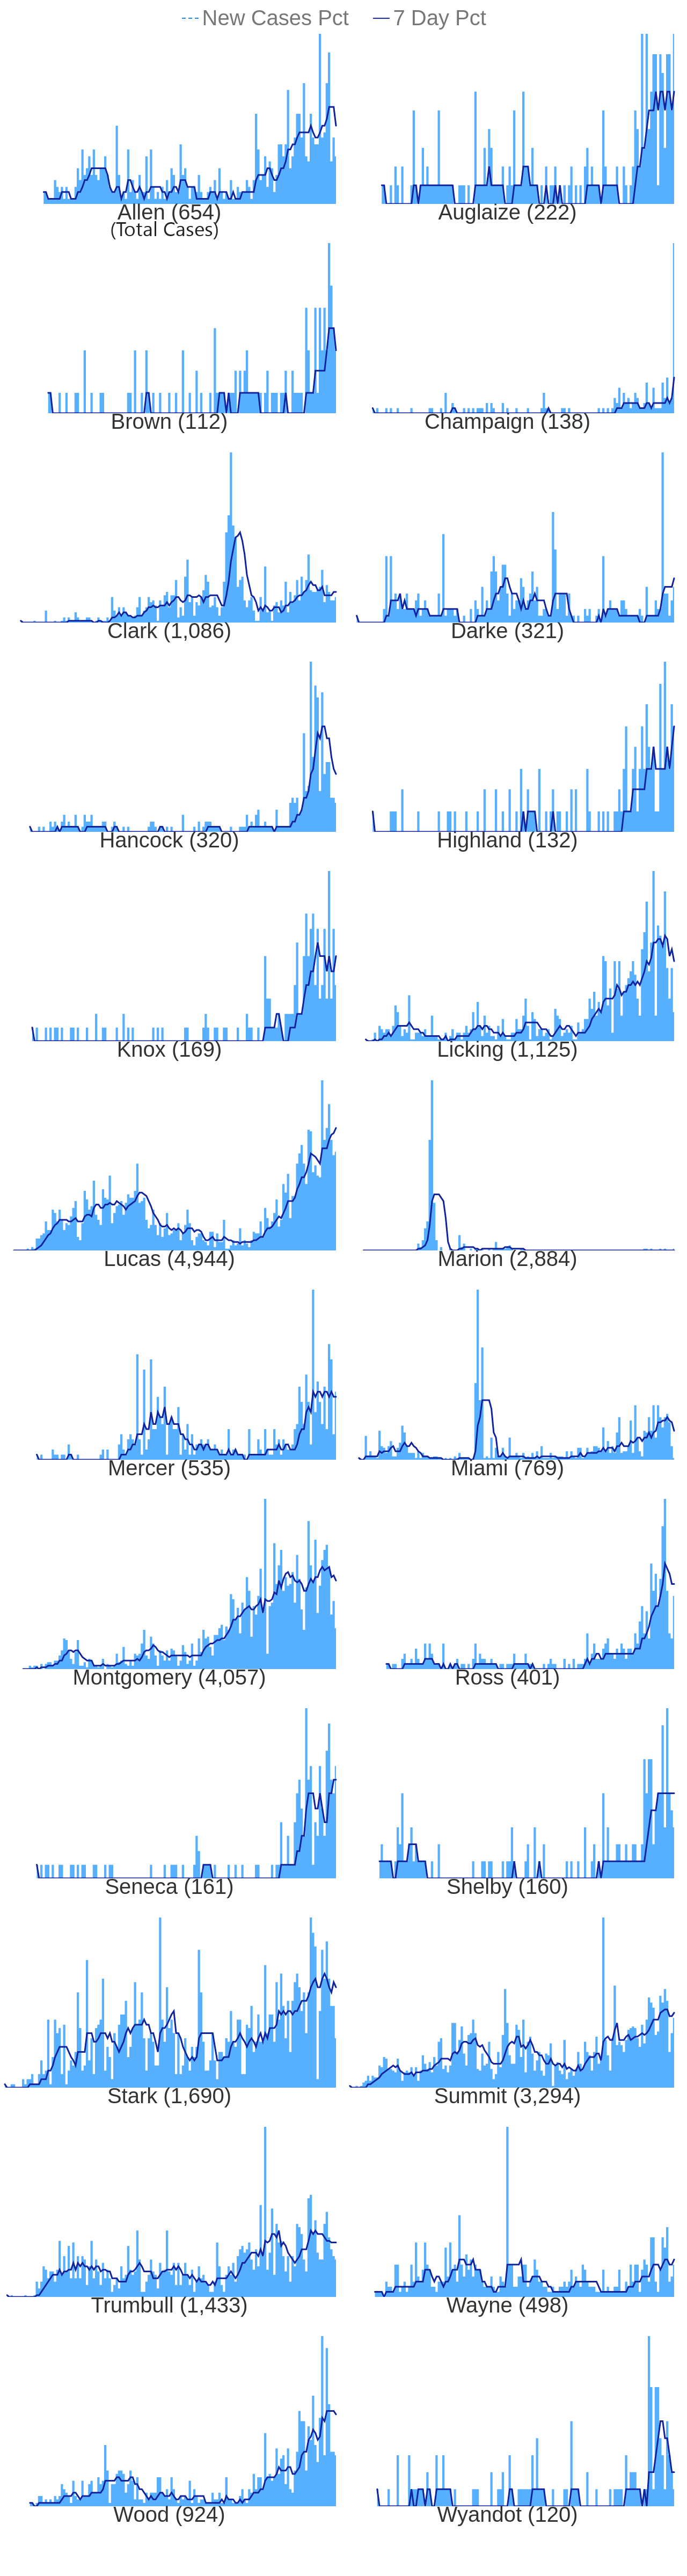 New Cases Pct 7 Day Pct
Allen (654) Auglaize (222)
(Total Cases)
Brown (112) Champaign (138)
Clark (1,086) Darke (321)
Hancock (320) Highland (132)
Knox (169) Licking (1,125)
Lucas (4,944) Marion (2,884)
Mercer (535) Miami (769)
Montgomery (4,057) Ross (401)
Seneca (161) Shelby (160)
Stark (1,690) Summit (3,294)
Trumbull (1,433) Wayne (498)
Wood (924) Wyandot (120)